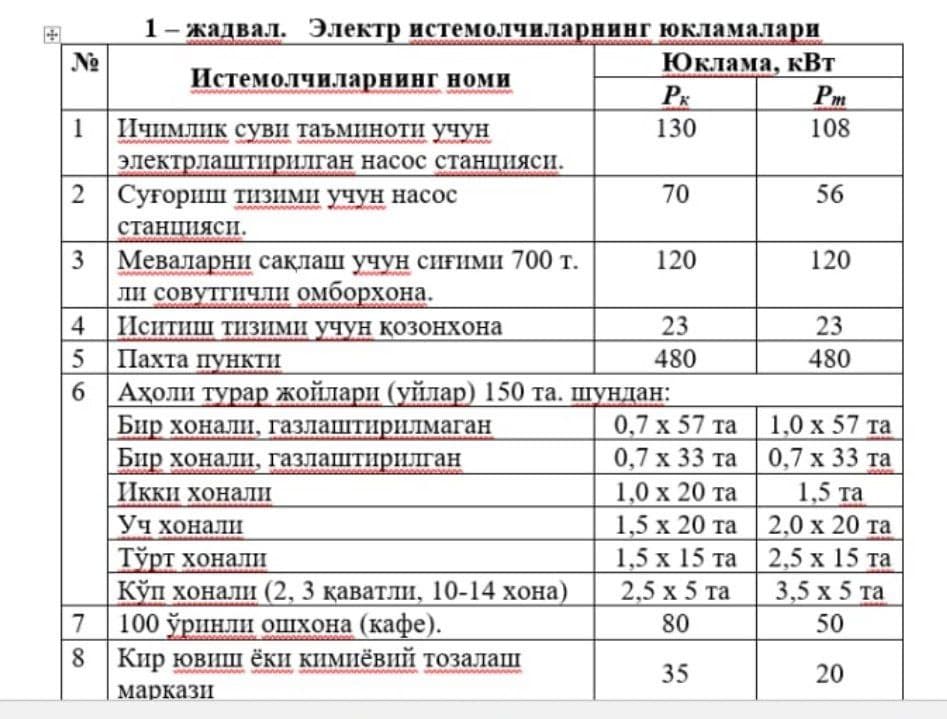 1 – жадвал. Электр истемолчиларнинг юкламалари
№ Истемолчиларнинг номи Юклама, кВт
Рк Рт
1 Ичимлик суви таъминоти учун 130 108
электрлаштирилган насос станцияси.
2 Суғориш тизими учун насос 70 56
станцияси.
3 Меваларни сақлаш учун сиғими 700 т. 120 120
ли совутгичли омборхона.
4 Иситиш тизими учун қозонхона 23 23
5 Пахта пункти 480 480
6 Аҳоли турар жойлари (уйлар) 150 та. шундан:
Бир хонали, газлаштирилмаган 0,7 х 57 та 1,0 х 57 та
Бир хонали, газлаштирилган 0,7 х 33 та 0,7 х 33 та
Икки хонали 1,0 х 20 та 1,5 та
Уч хонали 1,5 х 20 та 2,0 х 20 та
Тўрт хонали 1,5 х 15 та 2,5 х 15 та
Кўп хонали (2, 3 қаватли, 10-14 хона) 2,5 х 5 та 3,5 х 5 та
7 100 ўринли ошхона (кафе). 80 50
8 Кир ювиш ёки кимиёвий тозалаш 35 20
маркази